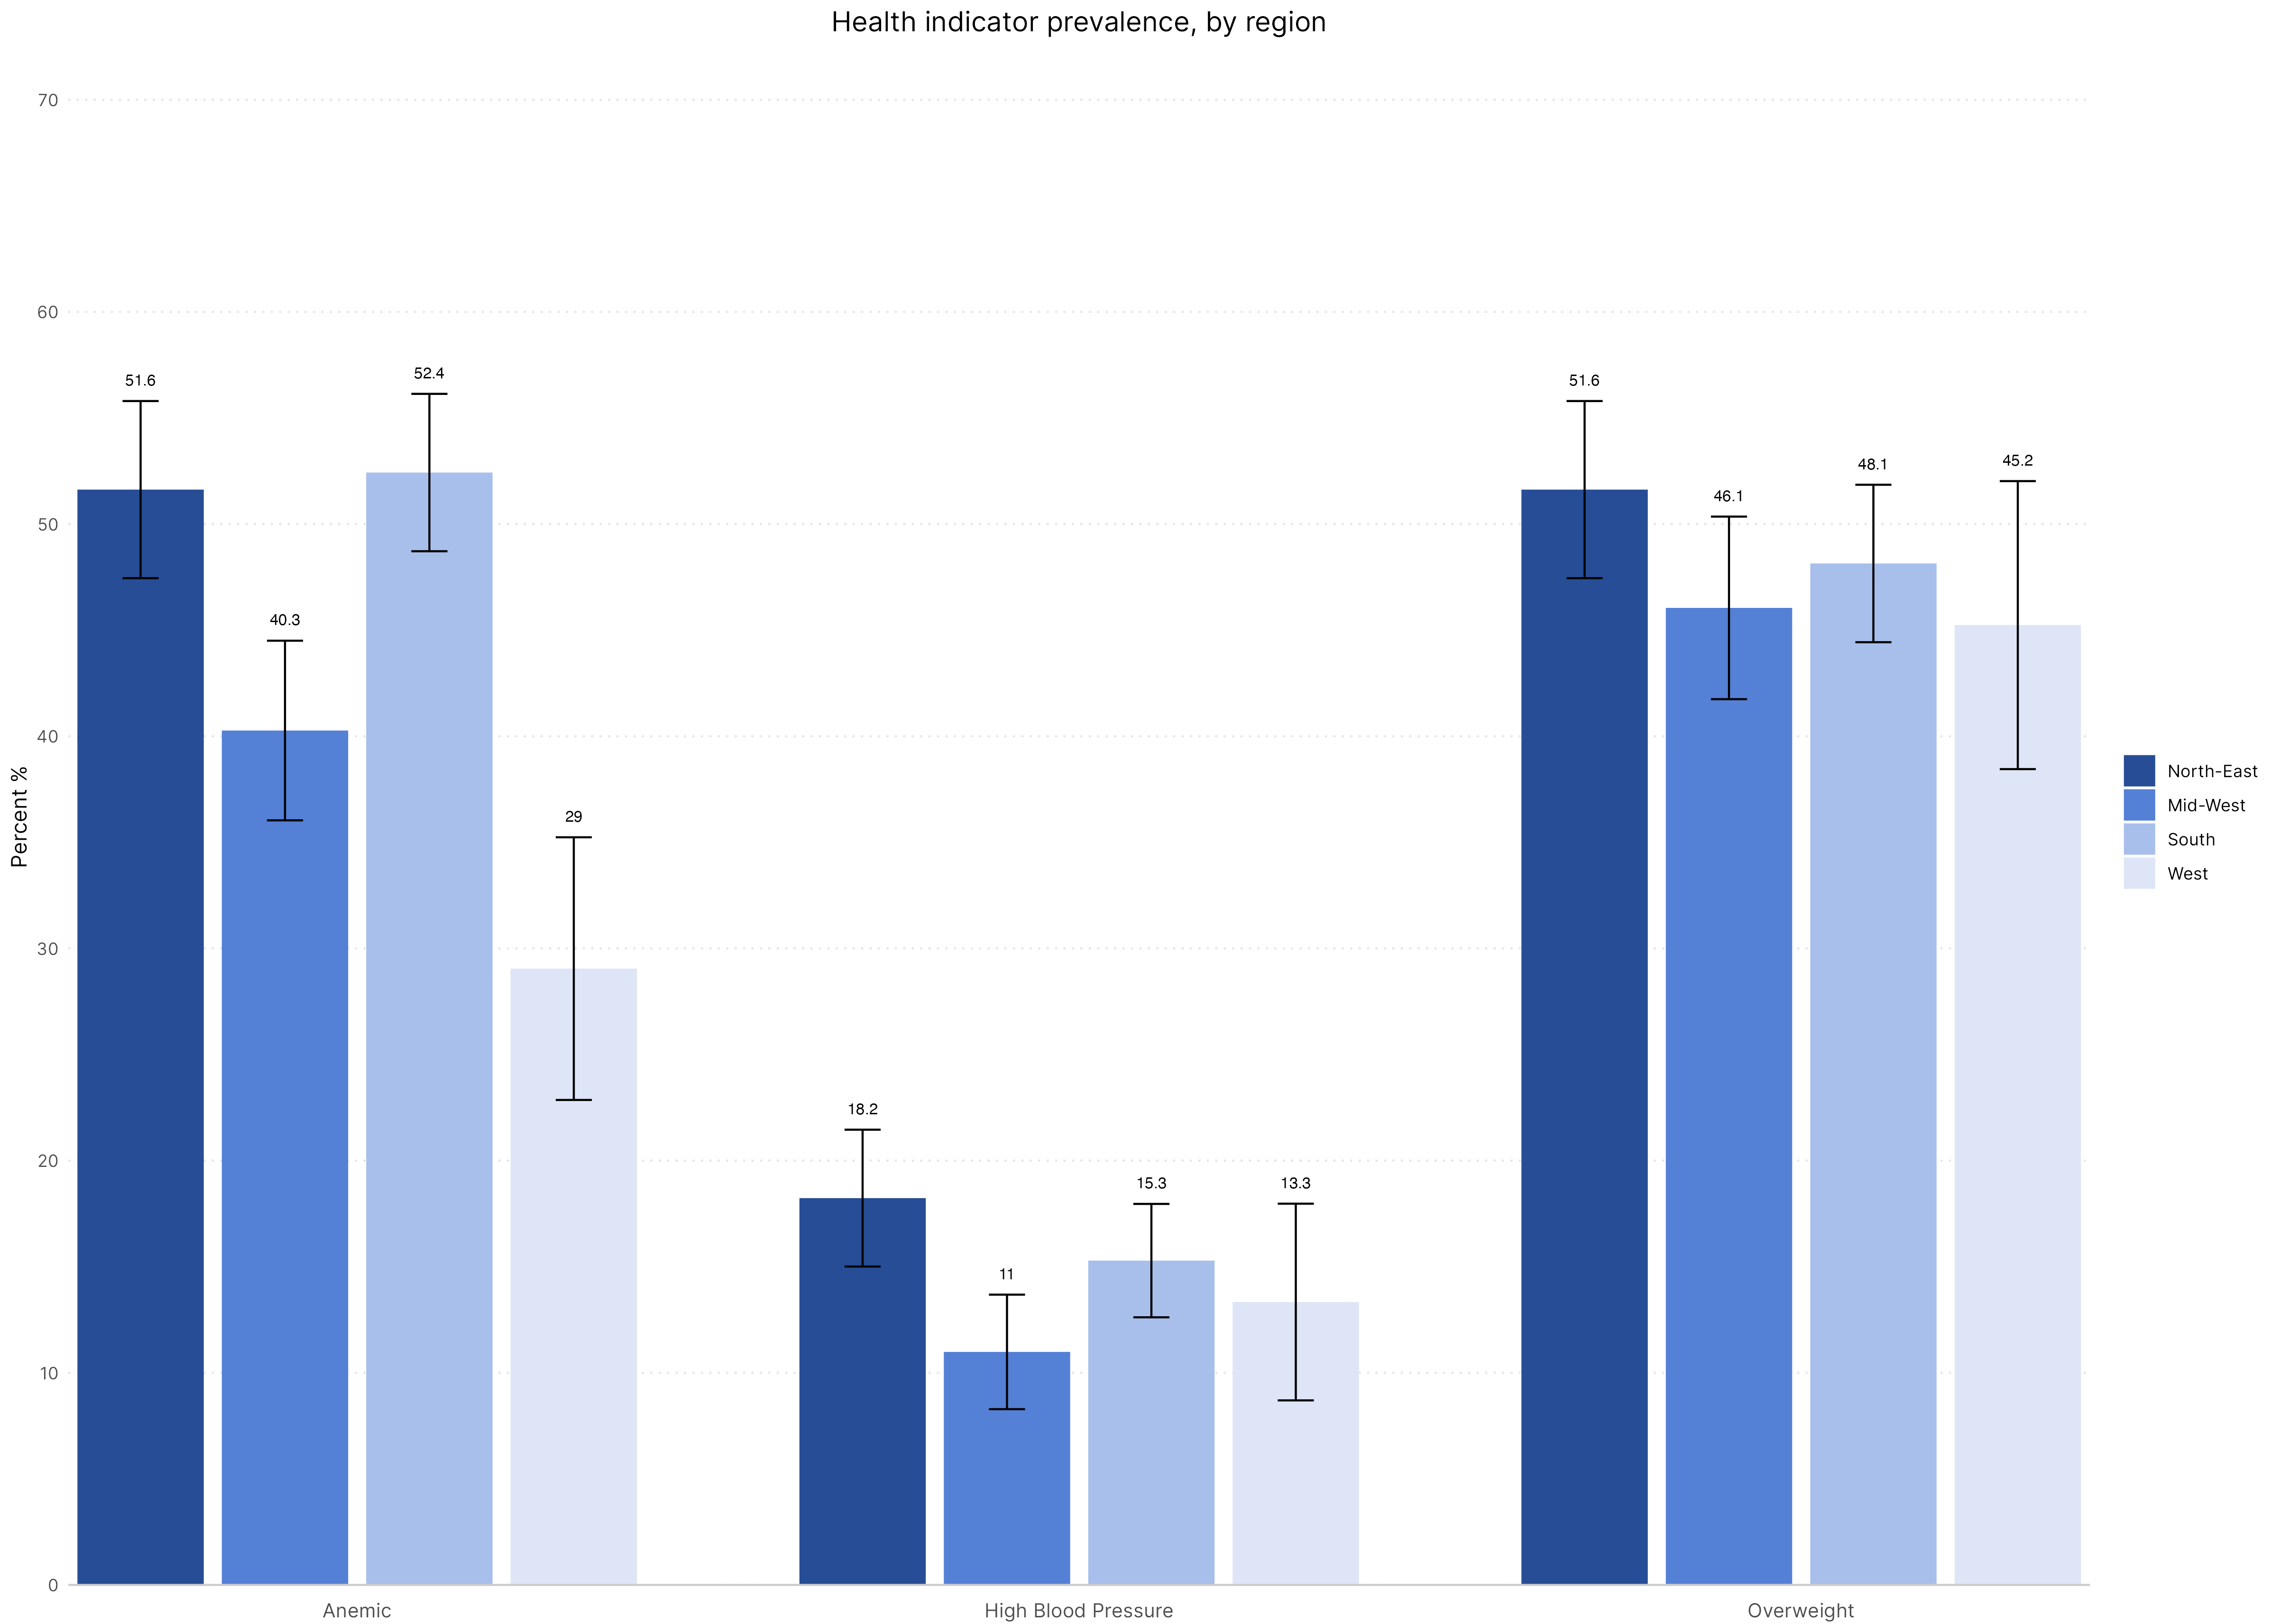 Health indicator prevalence, by region
70
60
50
40
30
20
10
0
Percent %
51.6
40.3
52.4
29
18.2
11
15.3
13.3
51.6
46.1
48.1
45.2
Anemic
High Blood Pressure
Overweight
North-East
Mid-West
South
West